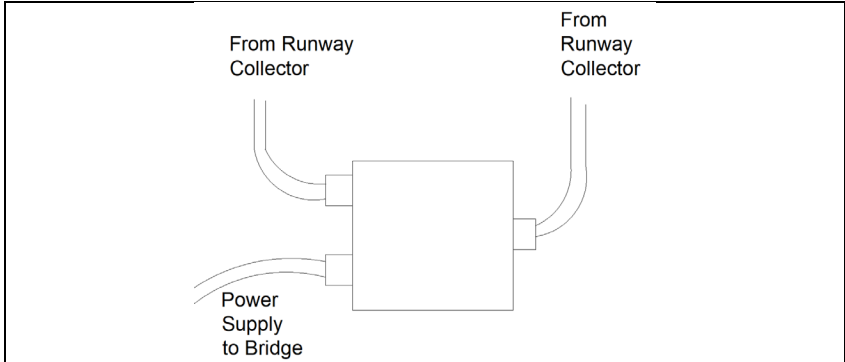 From Runway
Collector
From
Runway
Collector
Power
Supply
to Bridge